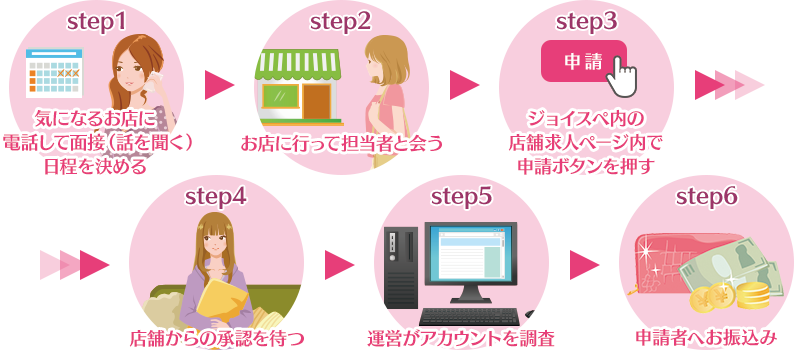 step1
気になるお店に
電話して面接（話を聞く）
日程を決める
step2
お店に行って担当者と会う
step3
申請
ジョイスペ内の
店舗求人ページ内で
申請ボタンを押す
step4
店舗からの承認を待つ
step5
運営がアカウントを調査
step6
申請者へお振込み